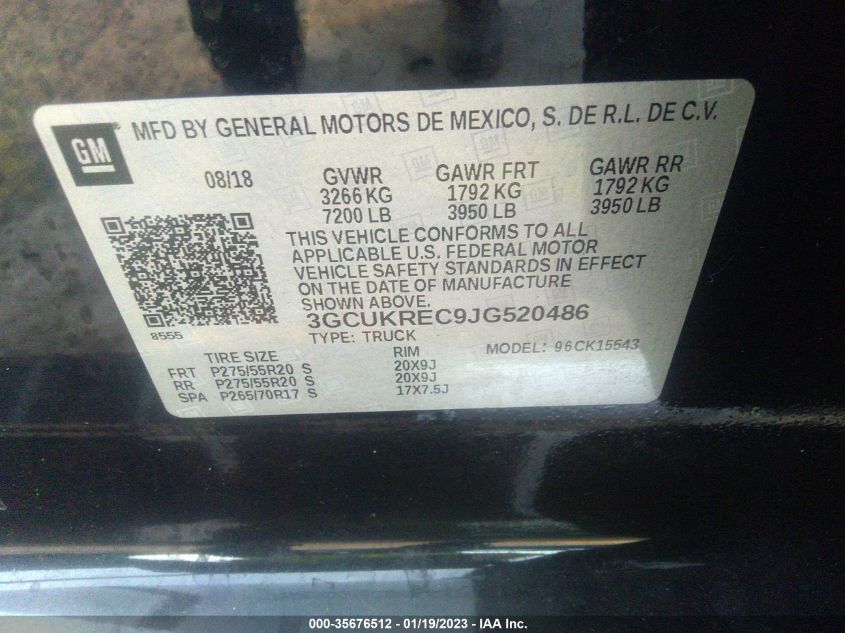 GM
MFD BY GENERAL MOTORS DE MEXICO, S. DE R.L. DE C.V.
08/18 GVWR GAWR FRT GAWR RR
3266 KG 1792 KG 1792 KG
7200 LB 3950 LB 3950 LB
THIS VEHICLE CONFORMS TO ALL
APPLICABLE U.S. FEDERAL MOTOR
VEHICLE SAFETY STANDARDS IN EFFECT
ON THE DATE OF MANUFACTURE
SHOWN ABOVE.
8555
3GCUKREC9JG520486
TYPE: TRUCK MODEL: 96CK15543
TIRE SIZE RIM
FRT P275/55R20 S 20X9J
RR P275/55R20 S 20X9J
SPA P265/70R17 S 17X7.5J
000-35676512 - 01/19/2023 - IAA Inc.